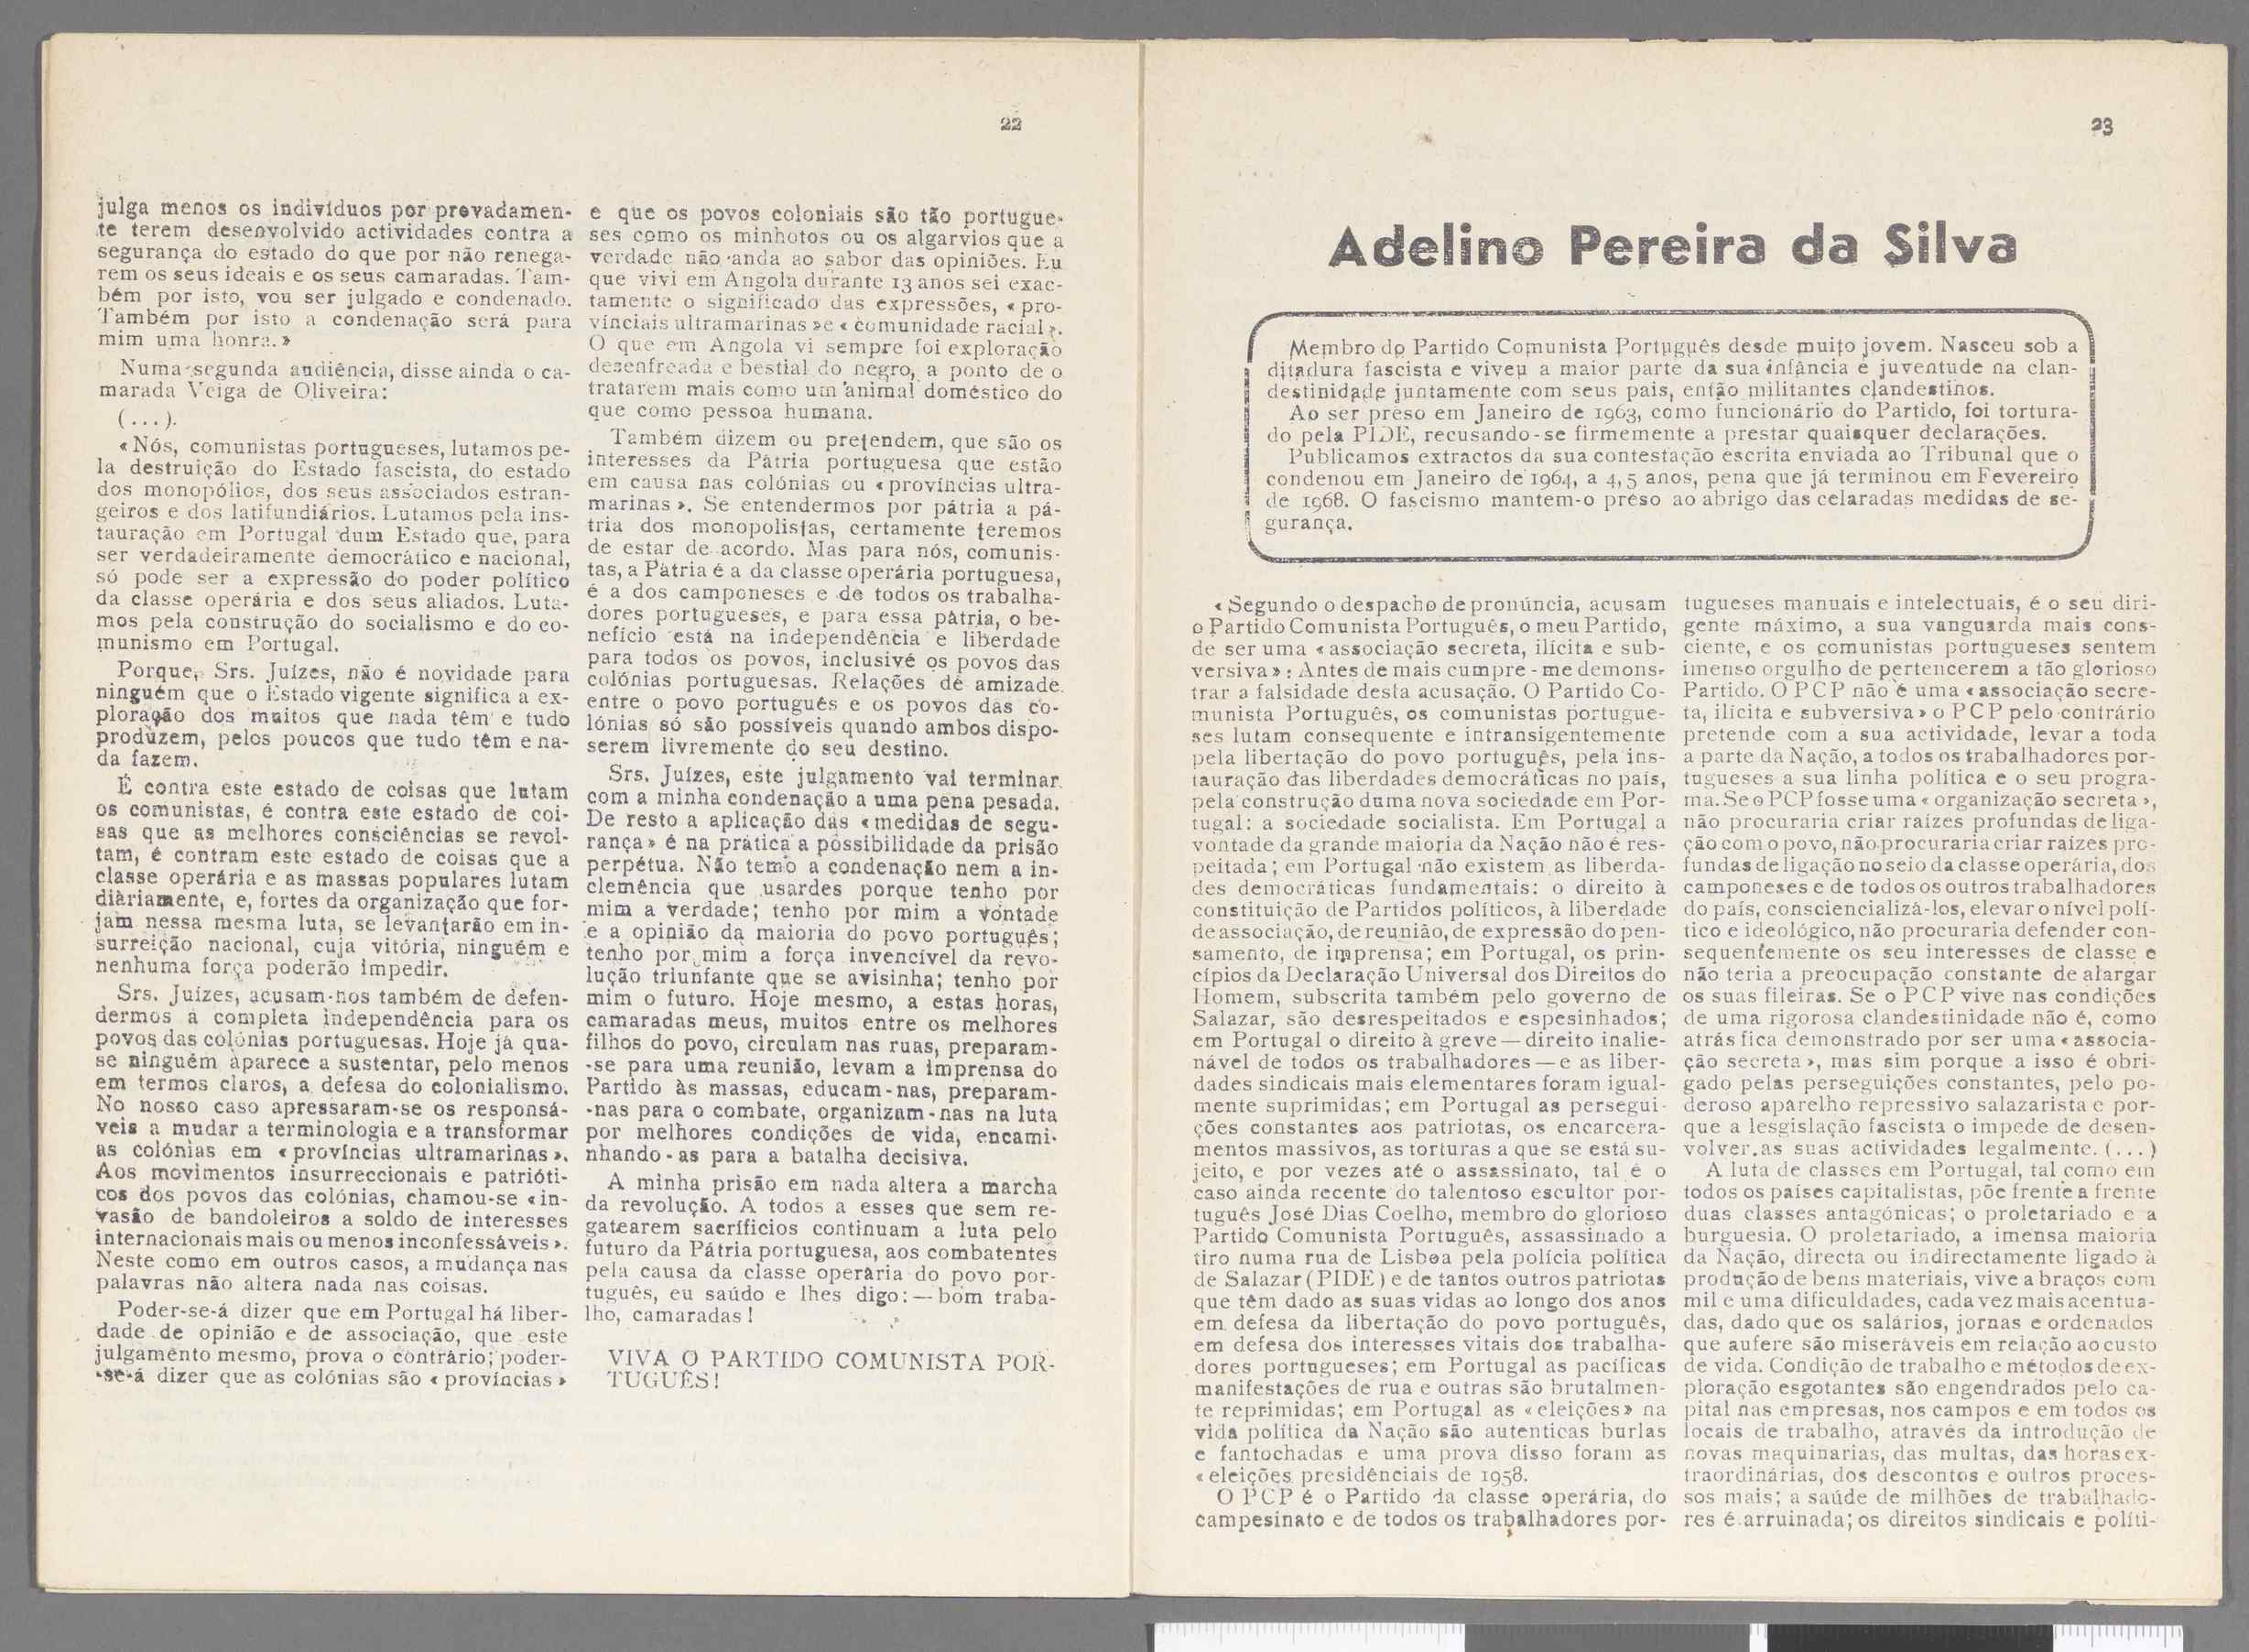 22
julga menos os indivíduos por provadamen-
te terem desenvolvido actividades contra a
segurança do estado do que por não renega-
rem os seus ideais e os seus camaradas. Tam-
bém por isto, vou ser julgado e condenado.
Também por isto a condenação será para
mim uma honra.»
Numa segunda audiência, disse ainda o ca-
marada Veiga de Oliveira:
(...).
«Nós, comunistas portugueses, lutamos pe-
la destruição do Estado fascista, do estado
dos monopólios, dos seus associados estran-
geiros e dos latifundiários. Lutamos pela ins-
tauração em Portugal dum Estado que, para
ser verdadeiramente democrático e nacional,
só pode ser a expressão do poder político
da classe operária e dos seus aliados. Luta-
mos pela construção do socialismo e do co-
munismo em Portugal.
Porque, Srs. Juízes, não é novidade para
ninguém que o Estado vigente significa a ex-
ploração dos muitos que nada têm e tudo
produzem, pelos poucos que tudo têm e na-
da fazem.
É contra este estado de coisas que lutam
os comunistas, é contra este estado de coi-
sas que as melhores consciências se revol-
tam, é contram este estado de coisas que a
classe operária e as massas populares lutam
diàriamente, e, fortes da organização que for-
jam nessa mesma luta, se levantarão em in-
surreição nacional, cuja vitória, ninguém e
nenhuma força poderão impedir.
Srs. Juízes, acusam-nos também de defen-
dermos a completa independência para os
povos das colónias portuguesas. Hoje já qua-
se ninguém aparece a sustentar, pelo menos
em termos claros, a defesa do colonialismo.
No nosso caso apressaram-se os responsá-
veis a mudar a terminologia e a transformar
as colónias em «províncias ultramarinas».
Aos movimentos insurreccionais e patrióti-
cos dos povos das colónias, chamou-se «in-
vasão de bandoleiros a soldo de interesses
internacionais mais ou menos inconfessáveis».
Neste como em outros casos, a mudança nas
palavras não altera nada nas coisas.
Poder-se-á dizer que em Portugal há liber-
dade de opinião e de associação, que este
julgamento mesmo, prova o contrário; poder-
-se-á dizer que as colónias são «províncias»
e que os povos coloniais são tão portugue-
ses como os minhotos ou os algarvios que a
verdade não anda ao sabor das opiniões. Eu
que vivi em Angola durante 13 anos sei exac-
tamente o significado das expressões, «pro-
vinciais ultramarinas» e «comunidade racial».
O que em Angola vi sempre foi exploração
desenfreada e bestial do negro, a ponto de o
tratarem mais como um animal doméstico do
que como pessoa humana.
Também dizem ou pretendem, que são os
interesses da Pátria portuguesa que estão
em causa nas colónias ou «províncias ultra-
marinas». Se entendermos por pátria a pá-
tria dos monopolistas, certamente teremos
de estar de acordo. Mas para nós, comunis-
tas, a Pátria é a da classe operária portuguesa,
é a dos camponeses e de todos os trabalha-
dores portugueses, e para essa pàtria, o be-
nefício está na independência e liberdade
para todos os povos, inclusivé os povos das
colónias portuguesas. Relações de amizade
entre o povo português e os povos das co-
lónias só são possíveis quando ambos dispo-
serem livremente do seu destino.
Srs. Juízes, este julgamento vai terminar
com a minha condenação a uma pena pesada.
De resto a aplicação das «medidas de segu-
rança» é na prática a possibilidade da prisão
perpétua. Não temo a condenação nem a in-
clemência que usardes porque tenho por
mim a verdade; tenho por mim a vontade
e a opinião da maioria do povo português;
tenho por mim a força invencível da revo-
lução triunfante que se avisinha; tenho por
mim o futuro. Hoje mesmo, a estas horas,
camaradas meus, muitos entre os melhores
filhos do povo, circulam nas ruas, preparam-
-se para uma reunião, levam a imprensa do
Partido às massas, educam-nas, preparam-
-nas para o combate, organizam-nas na luta
por melhores condições de vida, encami-
nhando-as para a batalha decisiva.
A minha prisão em nada altera a marcha
da revolução. A todos a esses que sem re-
gatearem sacrifícios continuam a luta pelo
futuro da Pátria portuguesa, aos combatentes
pela causa da classe operària do povo por-
tuguês, eu saúdo e lhes digo: — bom traba-
lho, camaradas!
VIVA O PARTIDO COMUNISTA POR-
TUGUÊS!
23
Adelino Pereira da Silva
Membro do Partido Comunista Português desde muito jovem. Nasceu sob a
ditadura fascista e viveu a maior parte da sua infância e juventude na clan-
destinidade juntamente com seus pais, então militantes clandestinos.
Ao ser preso em Janeiro de 1963, como funcionário do Partido, foi tortura-
do pela PIDE, recusando-se firmemente a prestar quaisquer declarações.
Publicamos extractos da sua contestação escrita enviada ao Tribunal que o
condenou em Janeiro de 1964, a 4,5 anos, pena que já terminou em Fevereiro
de 1968. O fascismo mantem-o preso ao abrigo das celaradas medidas de se-
gurança.
«Segundo o despacho de pronúncia, acusam
o Partido Comunista Português, o meu Partido,
de ser uma «associação secreta, ilícita e sub-
versiva»: Antes de mais cumpre-me demons-
trar a falsidade desta acusação. O Partido Co-
munista Português, os comunistas portugue-
ses lutam consequente e intransigentemente
pela libertação do povo português, pela ins-
tauração das liberdades democráticas no país,
pela construção duma nova sociedade em Por-
tugal: a sociedade socialista. Em Portugal a
vontade da grande maioria da Nação não é res-
peitada; em Portugal não existem as liberda-
des democráticas fundamentais: o direito à
constituição de Partidos políticos, à liberdade
de associação, de reunião, de expressão do pen-
samento, de imprensa; em Portugal, os prin-
cípios da Declaração Universal dos Direitos do
Homem, subscrita também pelo governo de
Salazar, são desrespeitados e espesinhados;
em Portugal o direito à greve — direito inalie-
nável de todos os trabalhadores — e as liber-
dades sindicais mais elementares foram igual-
mente suprimidas; em Portugal as persegui-
ções constantes aos patriotas, os encarcera-
mentos massivos, as torturas a que se está su-
jeito, e por vezes até o assassinato, tal é o
caso ainda recente do talentoso escultor por-
tuguês José Dias Coelho, membro do glorioso
Partido Comunista Português, assassinado a
tiro numa rua de Lisboa pela polícia política
de Salazar (PIDE) e de tantos outros patriotas
que têm dado as suas vidas ao longo dos anos
em defesa da libertação do povo português,
em defesa dos interesses vitais dos trabalha-
dores portugueses; em Portugal as pacíficas
manifestações de rua e outras são brutalmen-
te reprimidas; em Portugal as «eleições» na
vida política da Nação são autenticas burlas
e fantochadas e uma prova disso foram as
«eleições presidênciais de 1958.
O PCP é o Partido da classe operária, do
campesinato e de todos os trabalhadores por-
tugueses manuais e intelectuais, é o seu diri-
gente máximo, a sua vanguarda mais cons-
ciente, e os comunistas portugueses sentem
imenso orgulho de pertencerem a tão glorioso
Partido. O PCP não é uma «associação secre-
ta, ilícita e subversiva» o PCP pelo contrário
pretende com a sua actividade, levar a toda
a parte da Nação, a todos os trabalhadores por-
tugueses a sua linha política e o seu progra-
ma. Se o PCP fosse uma «organização secreta»,
não procuraria criar raízes profundas de liga-
ção com o povo, não procuraria criar raízes pro-
fundas de ligação no seio da classe operária, dos
camponeses e de todos os outros trabalhadores
do país, consciencializá-los, elevar o nível polí-
tico e ideológico, não procuraria defender con-
sequentemente os seu interesses de classe e
não teria a preocupação constante de alargar
os suas fileiras. Se o PCP vive nas condições
de uma rigorosa clandestinidade não é, como
atrás fica demonstrado por ser uma «associa-
ção secreta», mas sim porque a isso é obri-
gado pelas perseguições constantes, pelo po-
deroso aparelho repressivo salazarista e por-
que a lesgislação fascista o impede de desen-
volver as suas actividades legalmente. (...)
A luta de classes em Portugal, tal como em
todos os países capitalistas, põe frente a frente
duas classes antagónicas; o proletariado e a
burguesia. O proletariado, a imensa maioria
da Nação, directa ou indirectamente ligado à
produção de bens materiais, vive a braços com
mil e uma dificuldades, cada vez mais acentua-
das, dado que os salários, jornas e ordenados
que aufere são miseráveis em relação ao custo
de vida. Condição de trabalho e métodos de ex-
ploração esgotantes são engendrados pelo ca-
pital nas empresas, nos campos e em todos os
locais de trabalho, através da introdução de
novas maquinarias, das multas, das horas ex-
traordinárias, dos descontos e outros proces-
sos mais; a saúde de milhões de trabalhado-
res é arruinada; os direitos sindicais e políti-